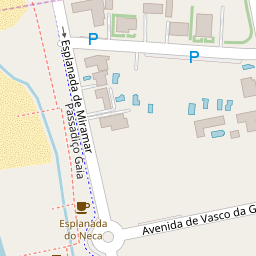 P
P
Esplanada de Miramar
Passadiço Gaia
Esplanada
do Neca
Avenida de Vasco da G